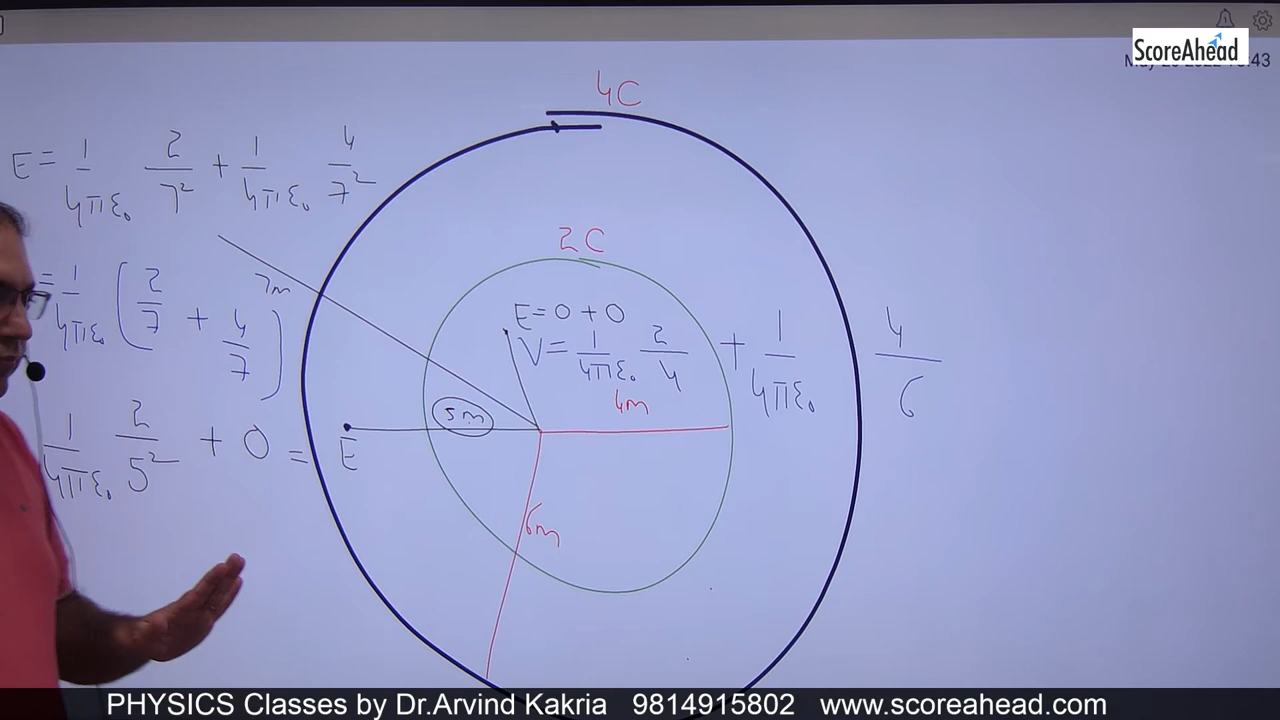 ScoreAhead
4C
E = 1/4πε₀ 2/7² + 1/4πε₀ 4/7²
2C
7m
= 1/4πε₀ (2/7 + 4/7)
E = 0 + 0
V = 1/4πε₀ 2/4 + 1/4πε₀ 4/6
4m
5m
1/4πε₀ 2/5² + 0 = E
6m
PHYSICS Classes by Dr.Arvind Kakria 9814915802 www.scoreahead.com